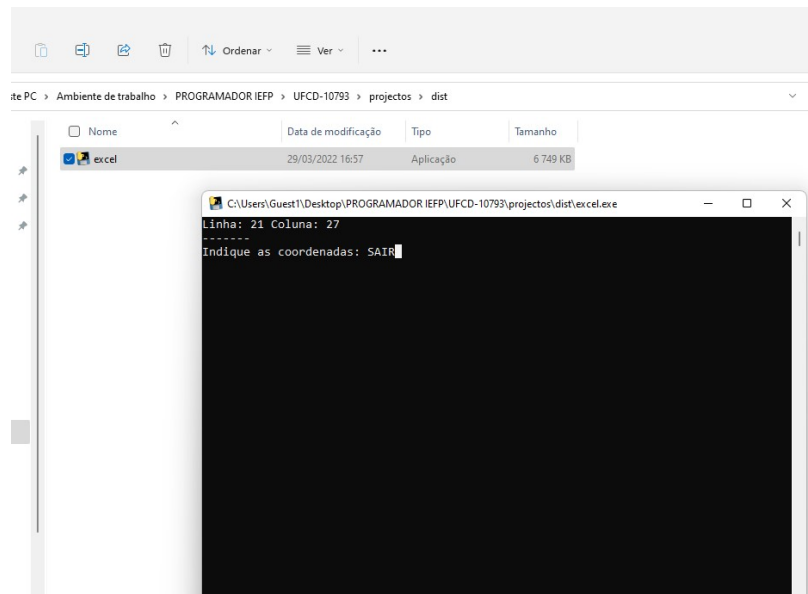 Ordenar Ver ...
ste PC > Ambiente de trabalho > PROGRAMADOR IEFP > UFCD-10793 > projectos > dist
Nome Data de modificação Tipo Tamanho
excel 29/03/2022 16:57 Aplicação 6 749 KB
C:\Users\Guest1\Desktop\PROGRAMADOR IEFP\UFCD-10793\projectos\dist\excel.exe
Linha: 21 Coluna: 27
-------
Indique as coordenadas: SAIR